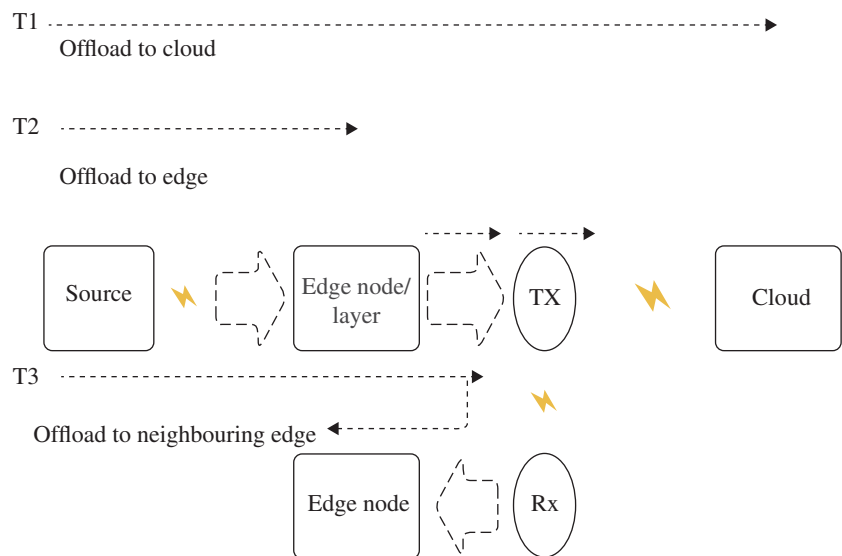 T1
Offload to cloud
T2
Offload to edge
Source
Edge node/
layer
TX
Cloud
T3
Offload to neighbouring edge
Edge node
Rx